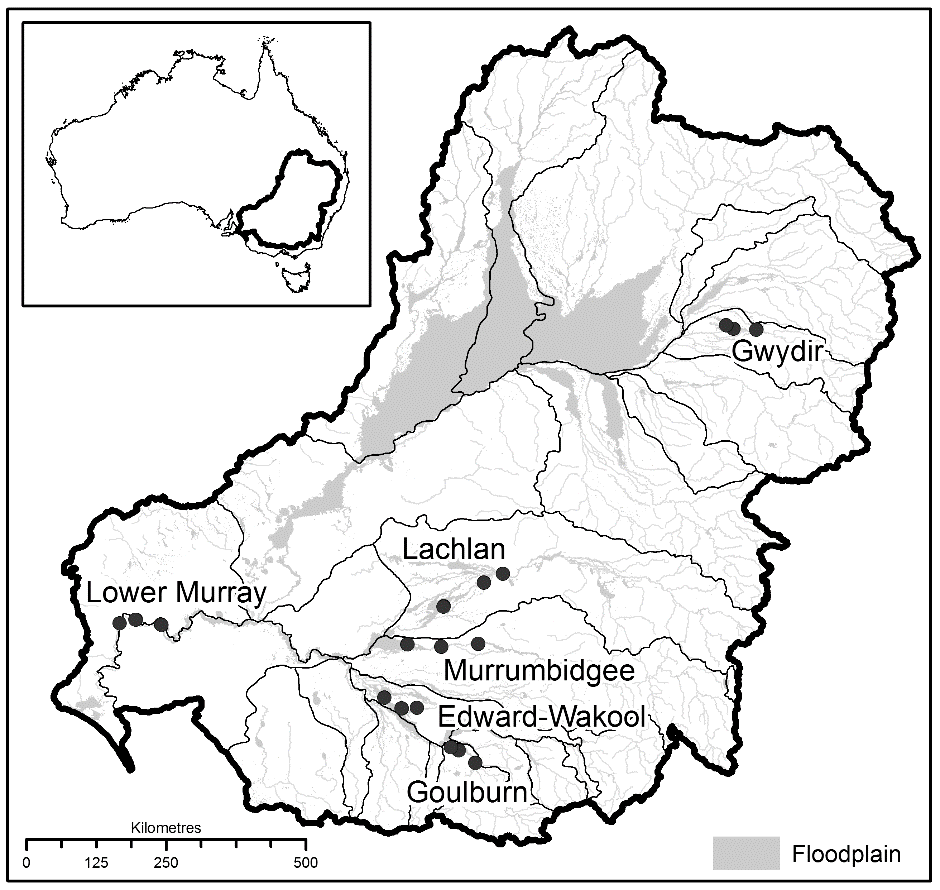 Gwydir
Lachlan
Lower Murray
Murrumbidgee
Edward-Wakool
Goulburn
Kilometres
0 125 250 500
Floodplain